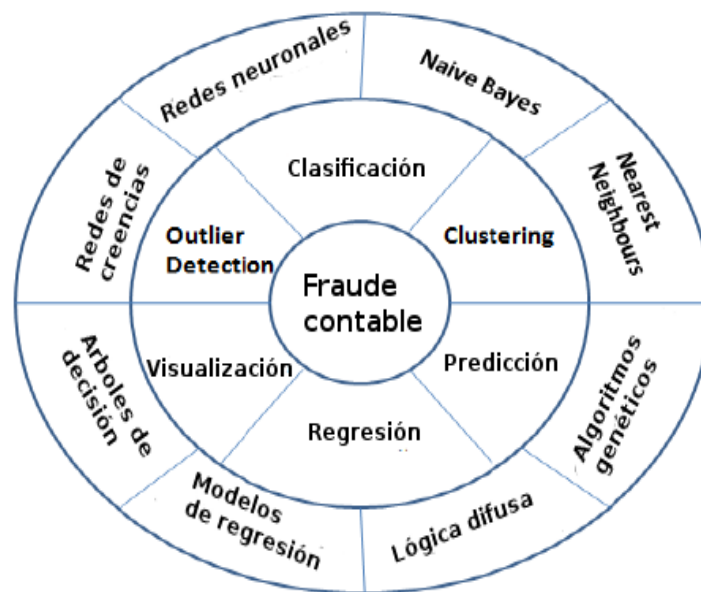 Redes neuronales
Naive Bayes
Nearest
Neighbours
Algoritmos
genéticos
Lógica difusa
Modelos
de regresión
Arboles de
decisión
Redes de
creencias
Clasificación
Clustering
Predicción
Regresión
Visualización
Outlier
Detection
Fraude
contable